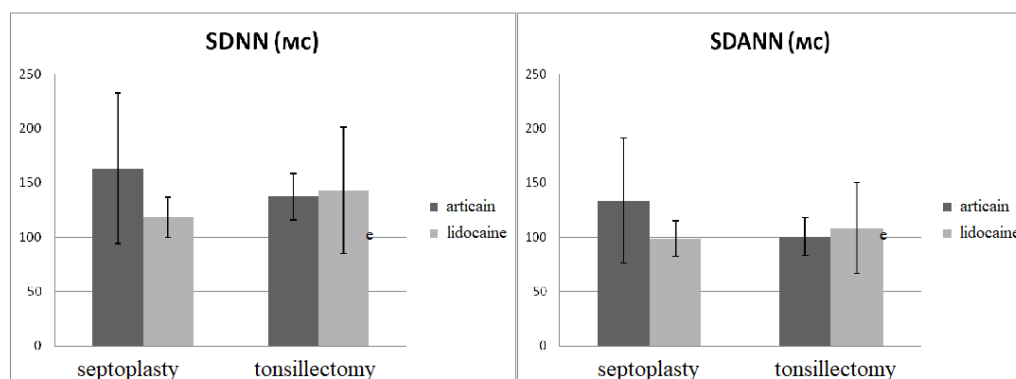 SDNN (мс)
250
200
150
100
50
0
septoplasty tonsillectomy
articain
lidocaine
e
SDANN (мс)
250
200
150
100
50
0
septoplasty tonsillectomy
articain
lidocaine
e